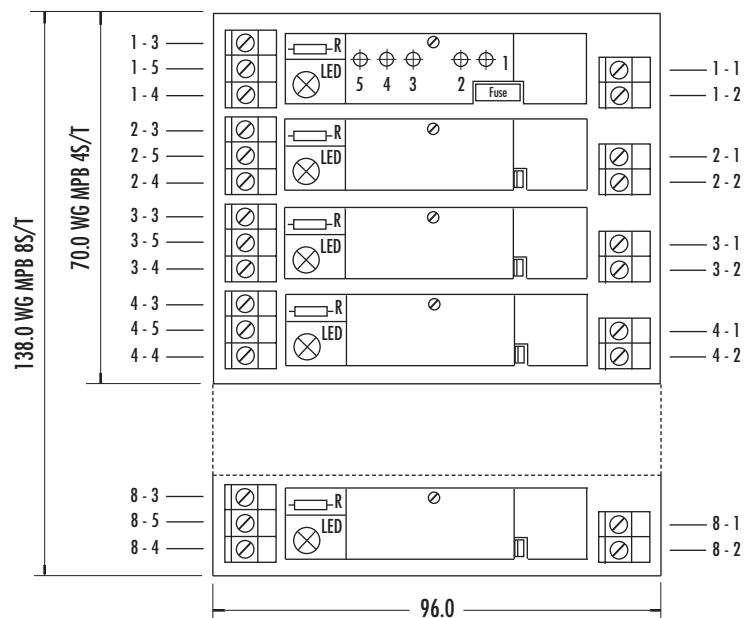 1 - 3
1 - 5
1 - 4
R
LED
5 4 3 2 1
Fuse
1 - 1
1 - 2
2 - 3
2 - 5
2 - 4
R
LED
2 - 1
2 - 2
3 - 3
3 - 5
3 - 4
R
LED
3 - 1
3 - 2
4 - 3
4 - 5
4 - 4
R
LED
4 - 1
4 - 2
8 - 3
8 - 5
8 - 4
R
LED
8 - 1
8 - 2
70.0 WG MPB 4S/T
138.0 WG MPB 8S/T
96.0